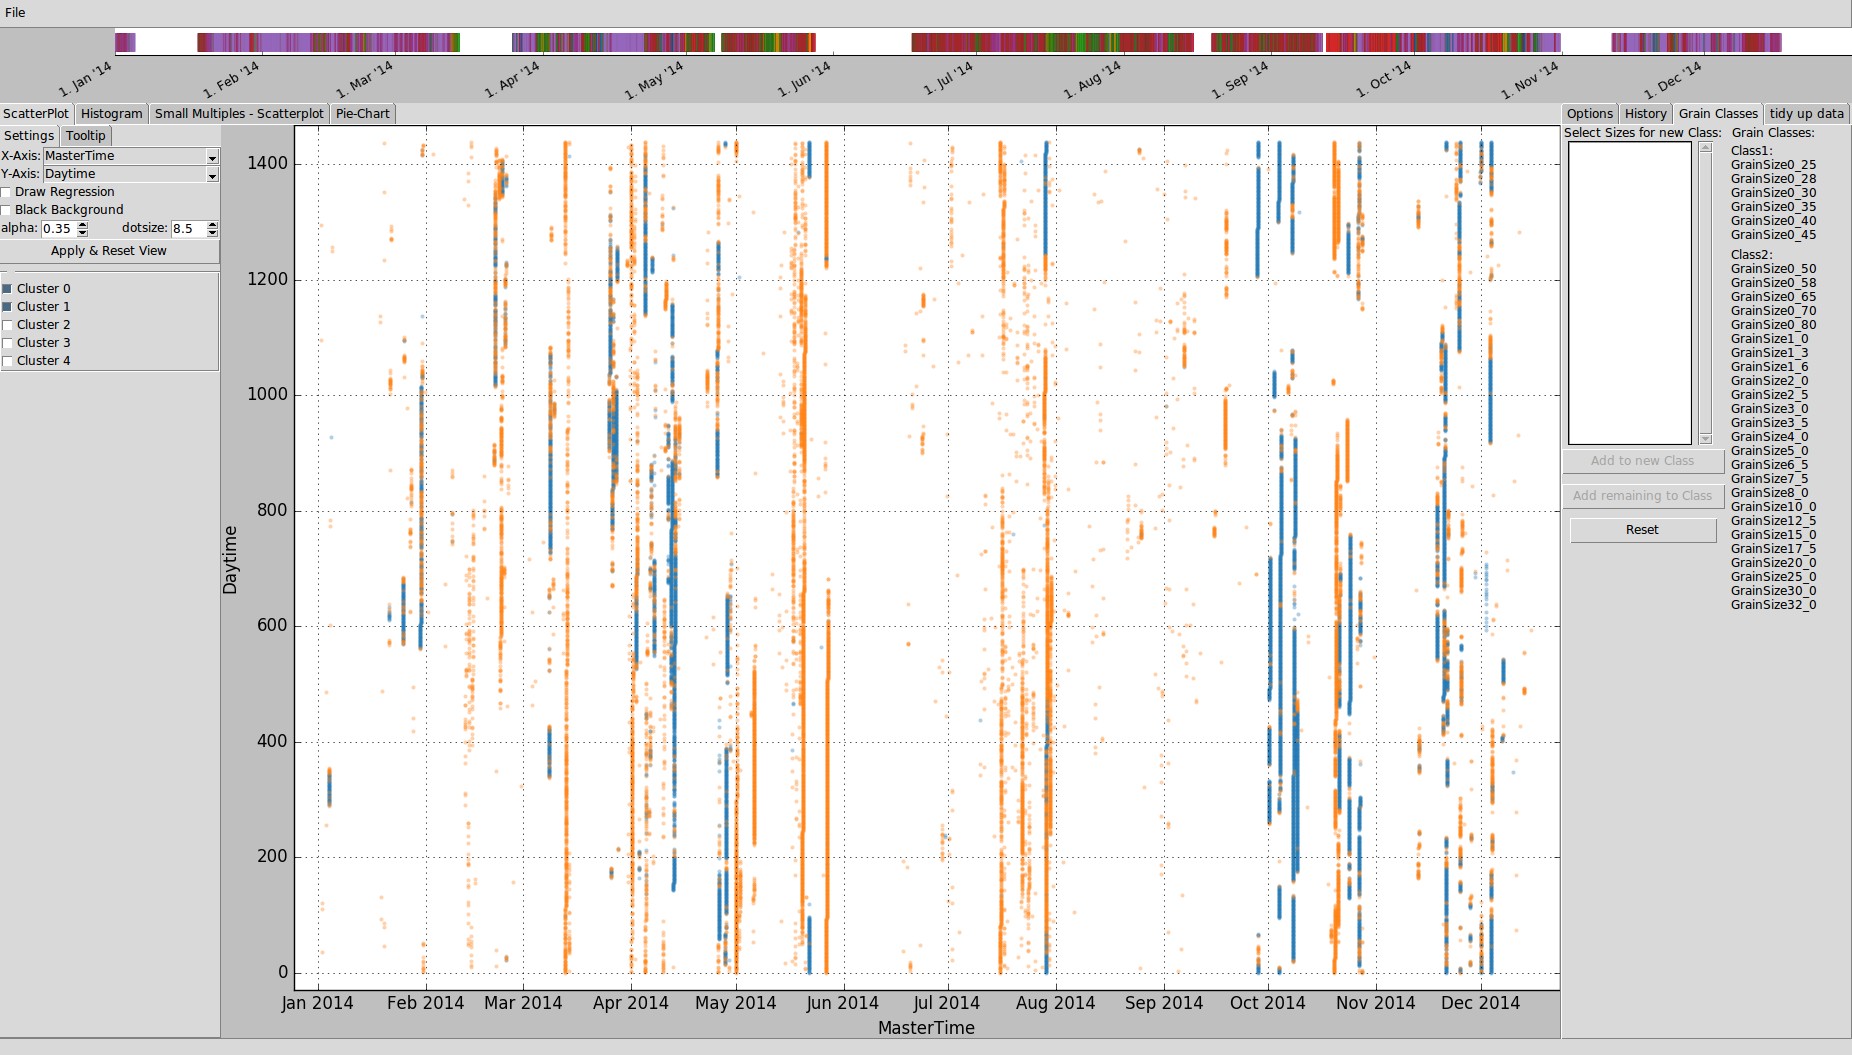 File
1. Jan '14
1. Feb '14
1. Mar '14
1. Apr '14
1. May '14
1. Jun '14
1. Jul '14
1. Aug '14
1. Sep '14
1. Oct '14
1. Nov '14
1. Dec '14
ScatterPlot Histogram Small Multiples - Scatterplot Pie-Chart
Settings Tooltip
X-Axis: MasterTime
Y-Axis: Daytime
Draw Regression
Black Background
alpha: 0.35 dotsize: 8.5
Apply & Reset View
Cluster 0
Cluster 1
Cluster 2
Cluster 3
Cluster 4
Daytime
1400
1200
1000
800
600
400
200
0
Jan 2014 Feb 2014 Mar 2014 Apr 2014 May 2014 Jun 2014 Jul 2014 Aug 2014 Sep 2014 Oct 2014 Nov 2014 Dec 2014
MasterTime
Options History Grain Classes tidy up data
Select Sizes for new Class:
Add to new Class
Add remaining to Class
Reset
Grain Classes:
Class1:
GrainSize0_25
GrainSize0_28
GrainSize0_30
GrainSize0_35
GrainSize0_40
GrainSize0_45
Class2:
GrainSize0_50
GrainSize0_58
GrainSize0_65
GrainSize0_70
GrainSize0_80
GrainSize1_0
GrainSize1_3
GrainSize1_6
GrainSize2_0
GrainSize2_5
GrainSize3_0
GrainSize3_5
GrainSize4_0
GrainSize5_0
GrainSize6_5
GrainSize7_5
GrainSize8_0
GrainSize10_0
GrainSize12_5
GrainSize15_0
GrainSize17_5
GrainSize20_0
GrainSize25_0
GrainSize30_0
GrainSize32_0